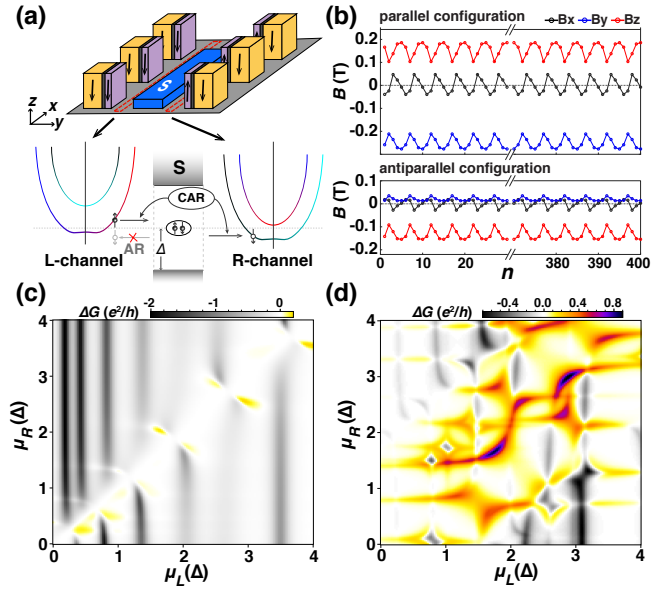 (a)
S
z
x
y
S
CAR
AR
Δ
L-channel
R-channel
(b)
parallel configuration
Bx
By
Bz
B (T)
0.2
0.1
0
-0.1
-0.2
antiparallel configuration
B (T)
0.1
0
-0.1
-0.2
0
10
20
380
390
400
n
(c)
ΔG (e²/h)
-2
-1
0
μR(Δ)
4
3
2
1
0
0
1
2
3
4
μL(Δ)
(d)
ΔG (e²/h)
-0.4
0.0
0.4
0.8
μR(Δ)
4
3
2
1
0
0
1
2
3
4
μL(Δ)